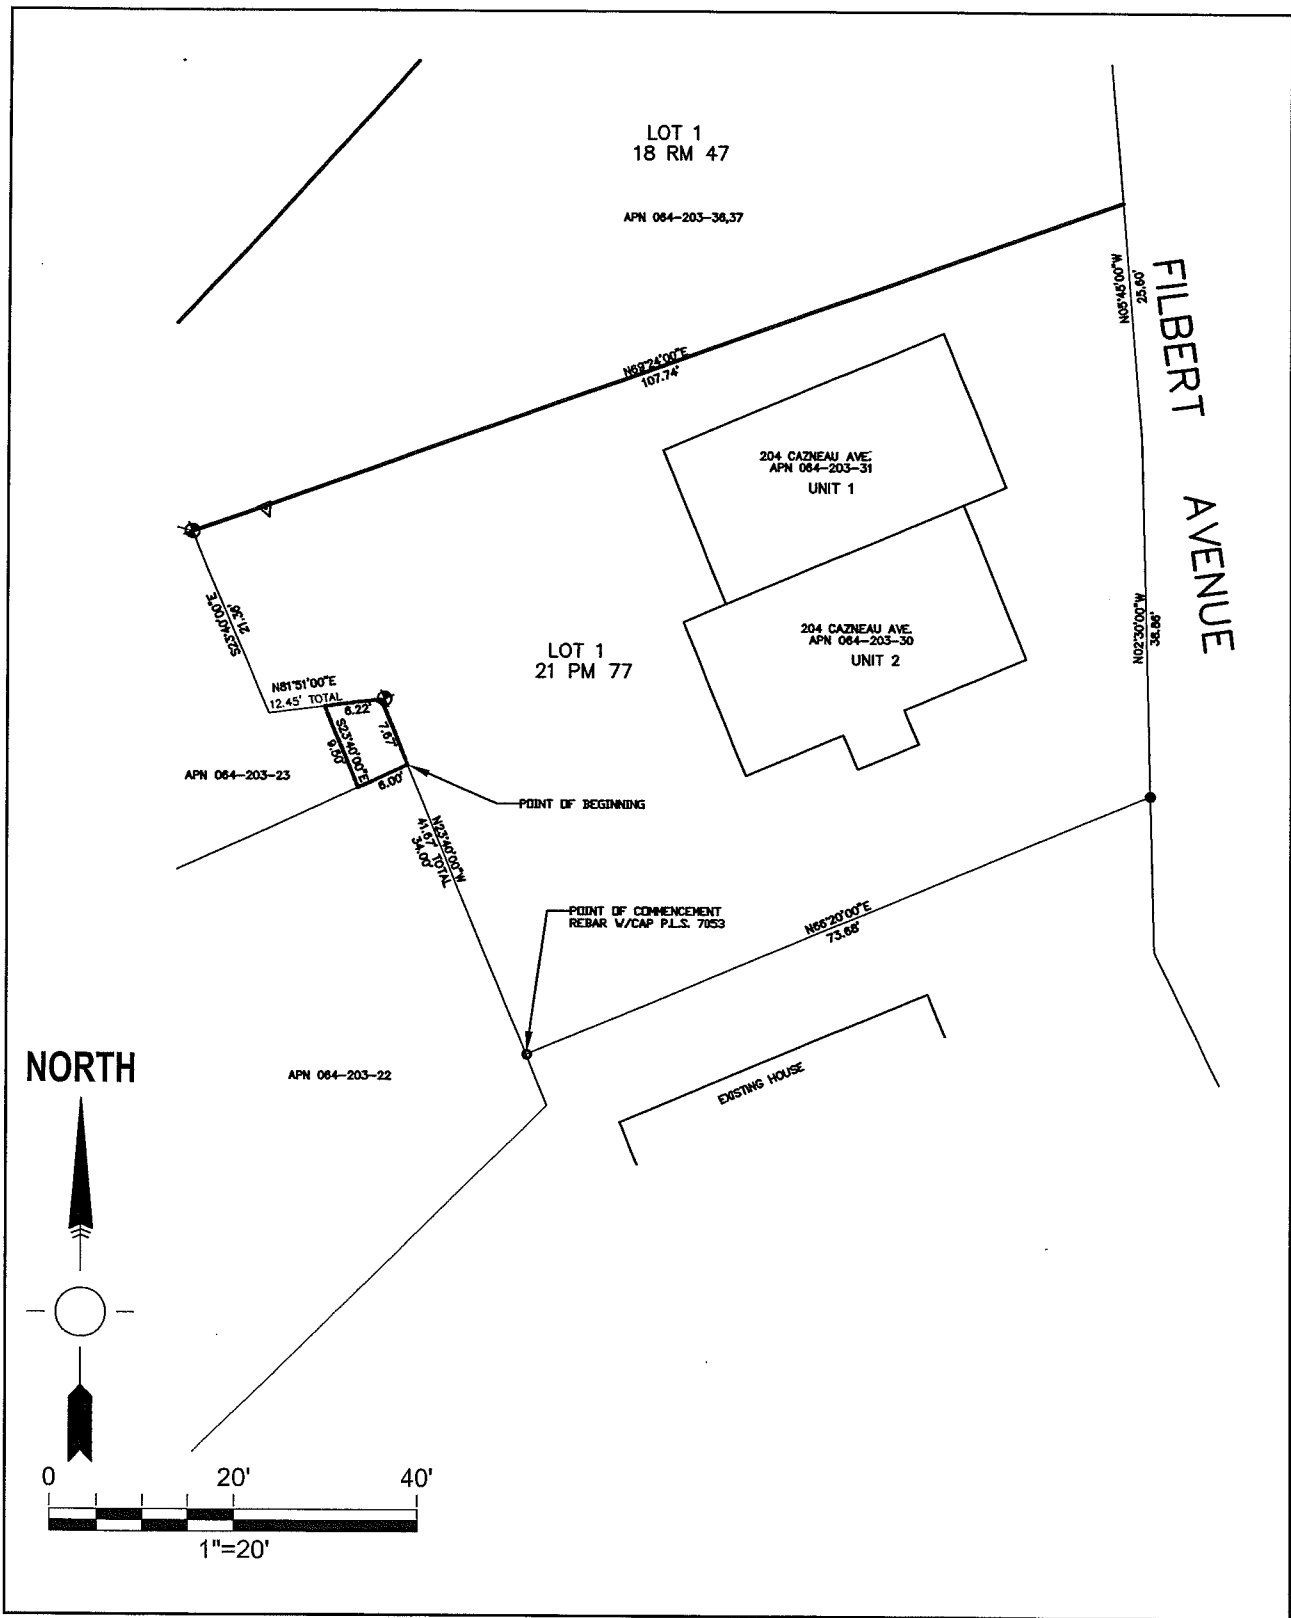 LOT 1
18 RM 47
APN 064-203-36,37
N05°45'00"W
25.60'
FILBERT AVENUE
N69°24'00"E
107.74'
204 CAZNEAU AVE.
APN 064-203-31
UNIT 1
S23°40'00"E
21.36'
204 CAZNEAU AVE.
APN 064-203-30
UNIT 2
N02°30'00"W
38.86'
LOT 1
21 PM 77
N81°51'00"E
12.45' TOTAL
6.22'
7.67'
S23°40'00"E
9.50'
6.00'
APN 064-203-23
POINT OF BEGINNING
N23°40'00"W
41.67' TOTAL
34.00'
POINT OF COMMENCEMENT
REBAR W/CAP P.L.S. 7053
N66°20'00"E
73.68'
NORTH
APN 064-203-22
EXISTING HOUSE
0 20' 40'
1"=20'